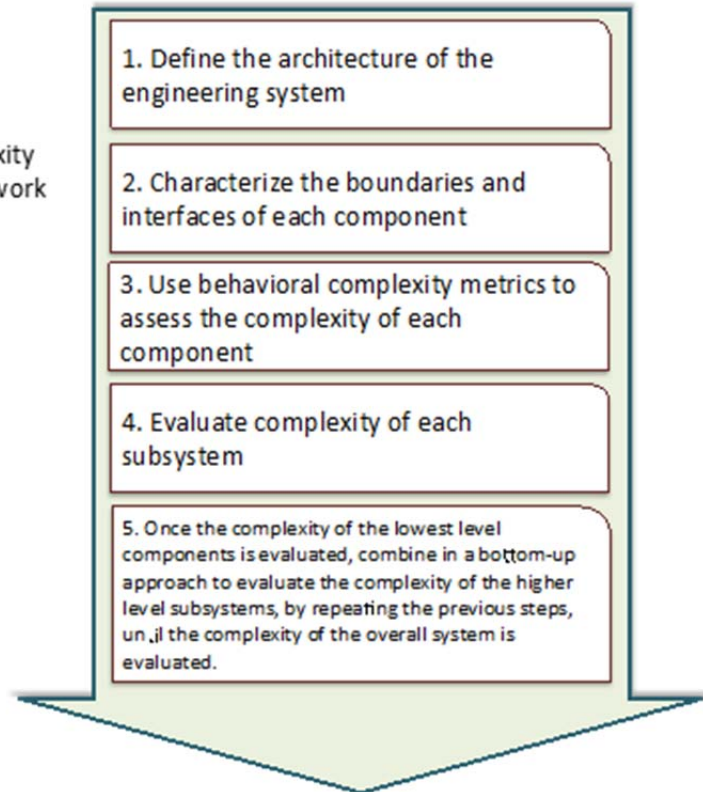 1. Define the architecture of the
engineering system
xity
work
2. Characterize the boundaries and
interfaces of each component
3. Use behavioral complexity metrics to
assess the complexity of each
component
4. Evaluate complexity of each
subsystem
5. Once the complexity of the lowest level
components is evaluated, combine in a bottom-up
approach to evaluate the complexity of the higher
level subsystems, by repeating the previous steps,
un.il the complexity of the overall system is
evaluated.